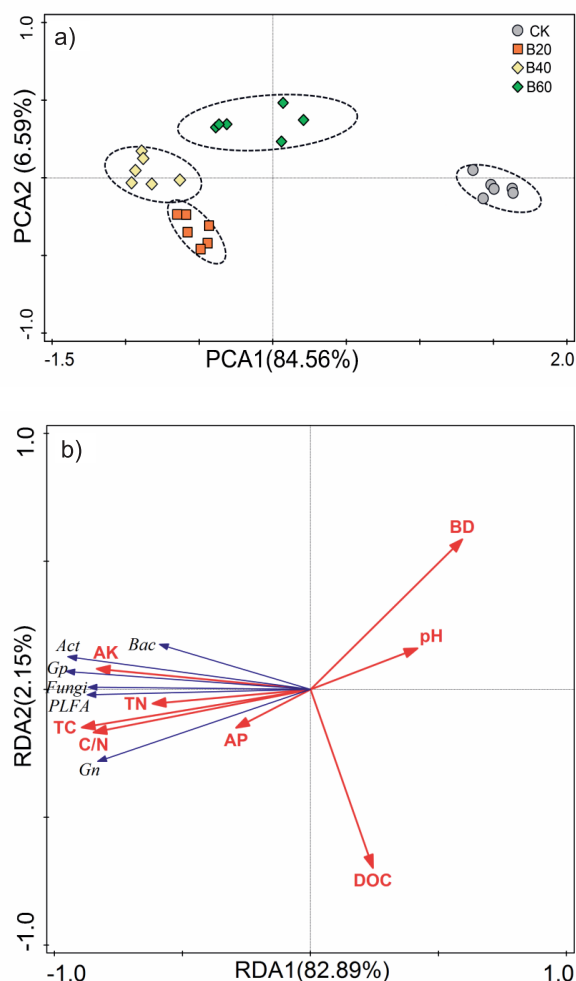 a)
CK
B20
B40
B60
1.0
PCA2 (6.59%)
-1.0
-1.5
PCA1(84.56%)
2.0
b)
1.0
BD
pH
Bac
Act
AK
Gp
Fungi
PLFA
TN
TC
C/N
AP
Gn
DOC
RDA2(2.15%)
-1.0
-1.0
RDA1(82.89%)
1.0